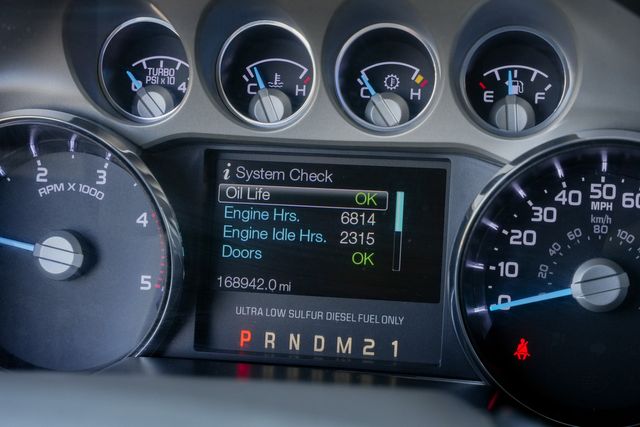 TURBO
PSI x 10
4
C H
C H
E F
i System Check
Oil Life OK
Engine Hrs. 6814
Engine Idle Hrs. 2315
Doors OK
168942.0 mi
ULTRA LOW SULFUR DIESEL FUEL ONLY
P R N D M 2 1
2
3
4
5
RPM X 1000
0
10
20
30
40
50
60
MPH
km/h
20
40
60
80
100